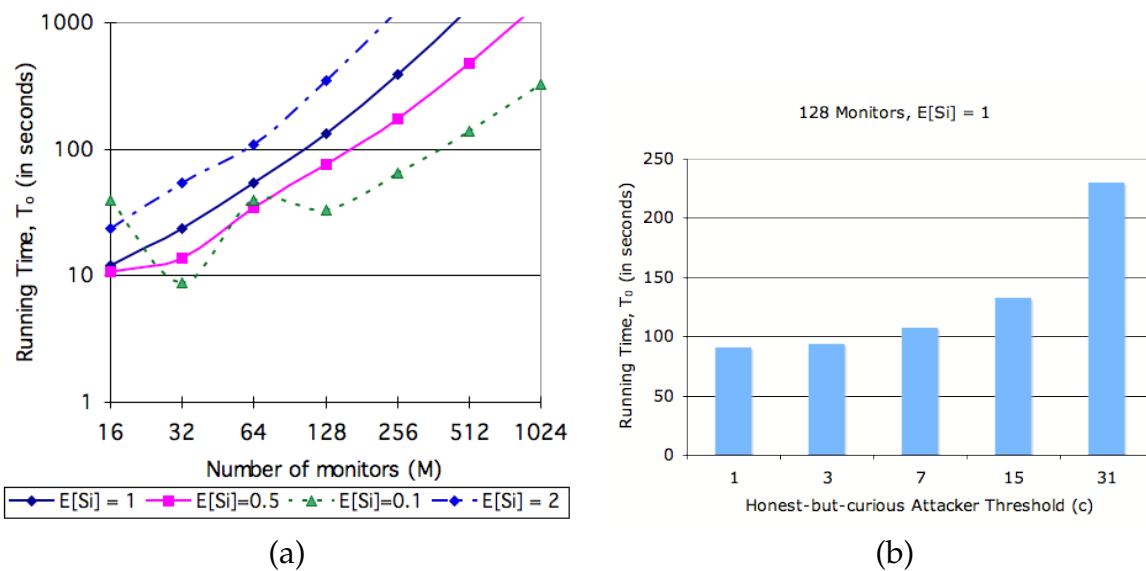 1000
100
10
1
Running Time, T₀ (in seconds)
16 32 64 128 256 512 1024
Number of monitors (M)
E[Si] = 1 E[Si]=0.5 E[Si]=0.1 E[Si] = 2
(a)
128 Monitors, E[Si] = 1
250
200
150
100
50
0
Running Time, T₀ (in seconds)
1 3 7 15 31
Honest-but-curious Attacker Threshold (c)
(b)